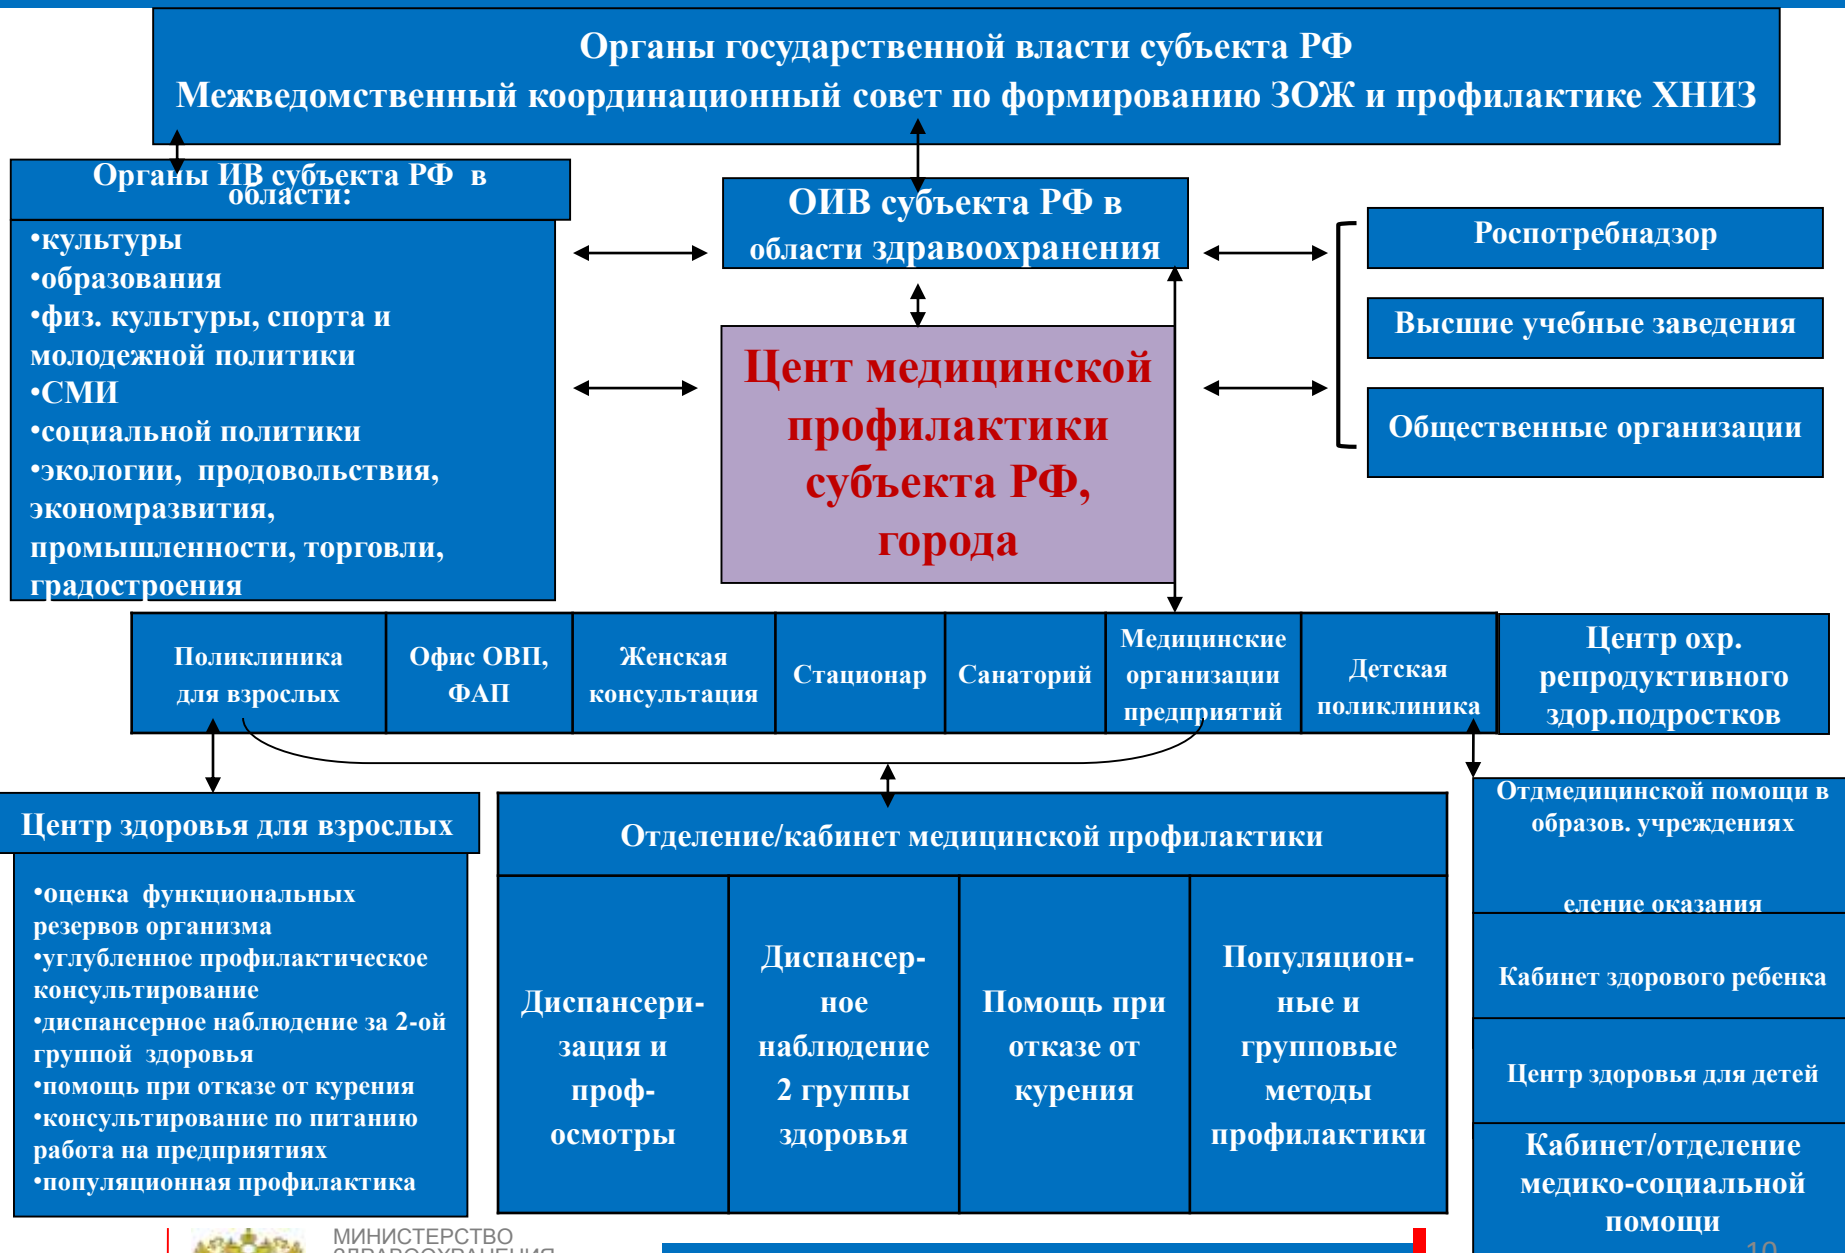 Органы государственной власти субъекта РФ
Межведомственный координационный совет по формированию ЗОЖ и профилактике ХНИЗ
Органы ИВ субъекта РФ в
области:
•культуры
•образования
•физ. культуры, спорта и
молодежной политики
•СМИ
•социальной политики
•экологии, продовольствия,
экономразвития,
промышленности, торговли,
градостроения
ОИВ субъекта РФ в
области здравоохранения
Роспотребнадзор
Высшие учебные заведения
Общественные организации
Цент медицинской
профилактики
субъекта РФ,
города
Поликлиника
для взрослых
Офис ОВП,
ФАП
Женская
консультация
Стационар
Санаторий
Медицинские
организации
предприятий
Детская
поликлиника
Центр охр.
репродуктивного
здор.подростков
Центр здоровья для взрослых
•оценка функциональных
резервов организма
•углубленное профилактическое
консультирование
•диспансерное наблюдение за 2-ой
группой здоровья
•помощь при отказе от курения
•консультирование по питанию
работа на предприятиях
•популяционная профилактика
Отделение/кабинет медицинской профилактики
Диспансери-
зация и
проф-
осмотры
Диспансер-
ное
наблюдение
2 группы
здоровья
Помощь при
отказе от
курения
Популяцион-
ные и
групповые
методы
профилактики
Отдмедицинской помощи в
образов. учреждениях
еление оказания
Кабинет здорового ребенка
Центр здоровья для детей
Кабинет/отделение
медико-социальной
помощи
МИНИСТЕРСТВО
ЗДРАВООХРАНЕНИЯ
10